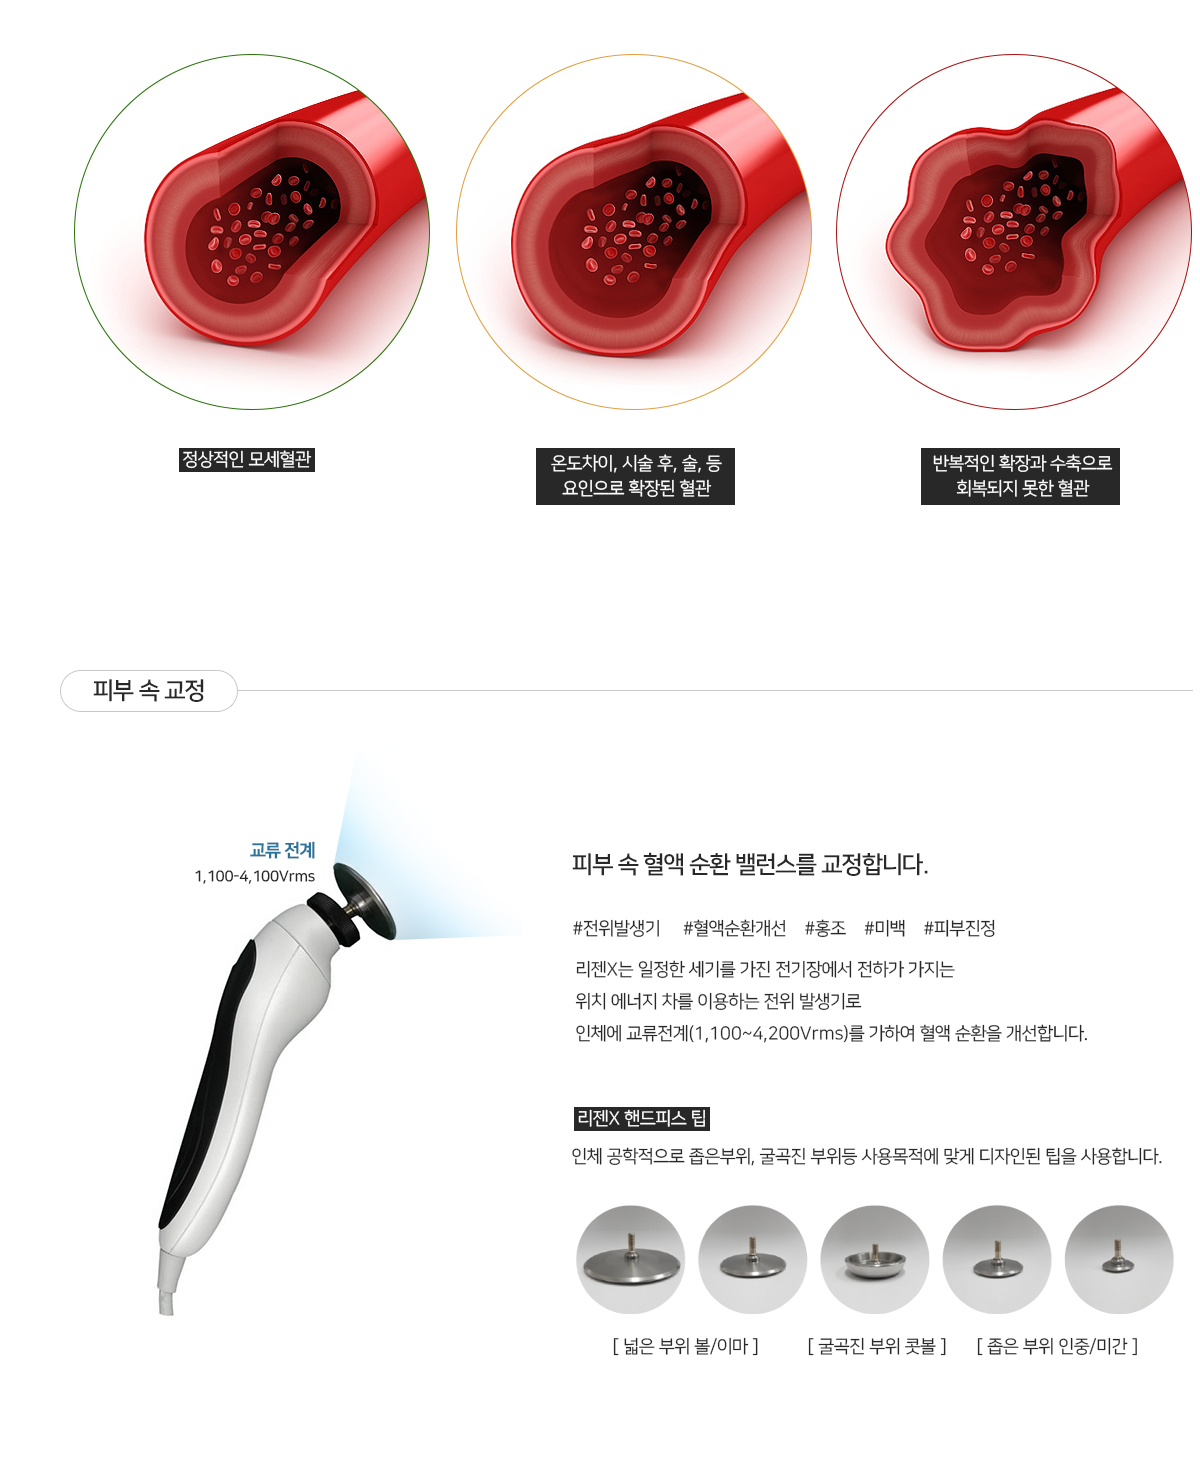 정상적인 모세혈관
온도차이, 시술 후, 술, 등
요인으로 확장된 혈관
반복적인 확장과 수축으로
회복되지 못한 혈관
피부 속 교정
교류 전계
1,100-4,100Vrms
피부 속 혈액 순환 밸런스를 교정합니다.
#전위발생기 #혈액순환개선 #홍조 #미백 #피부진정
리젠X는 일정한 세기를 가진 전기장에서 전하가 가지는
위치 에너지 차를 이용하는 전위 발생기로
인체에 교류전계(1,100~4,200Vrms)를 가하여 혈액 순환을 개선합니다.
리젠X 핸드피스 팁
인체 공학적으로 좁은부위, 굴곡진 부위등 사용목적에 맞게 디자인된 팁을 사용합니다.
[ 넓은 부위 볼/이마 ] [ 굴곡진 부위 콧볼 ] [ 좁은 부위 인중/미간 ]